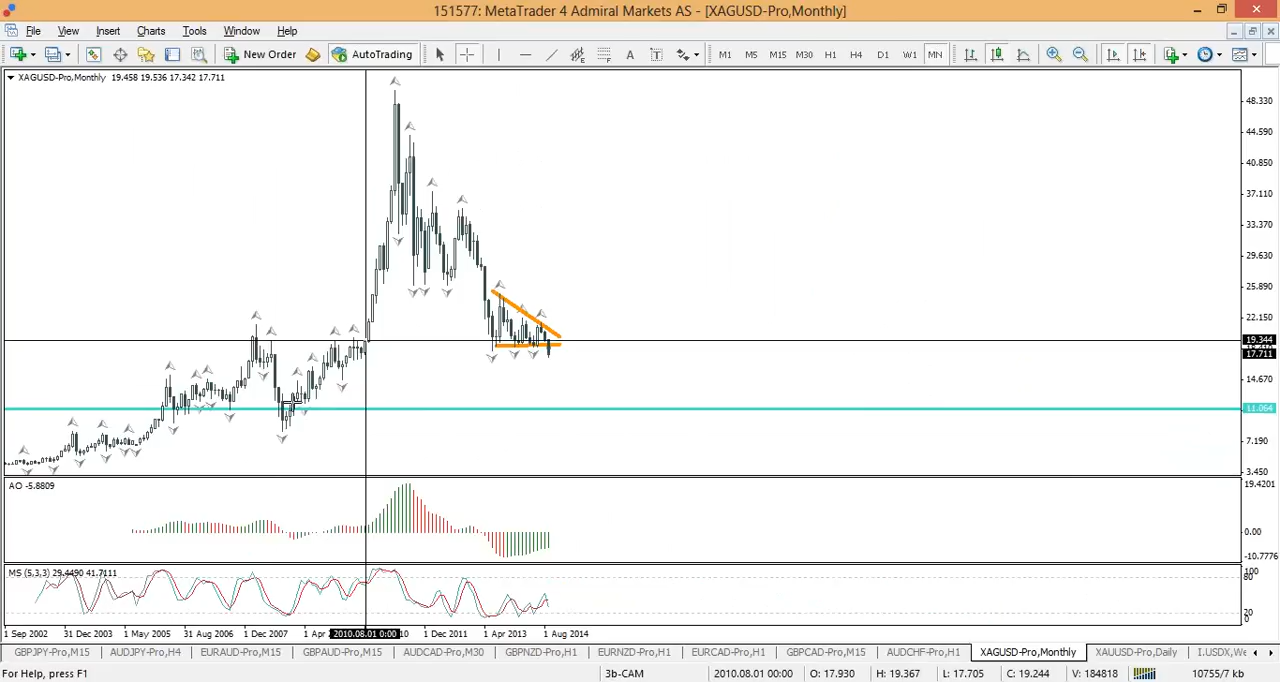 151577: MetaTrader 4 Admiral Markets AS - [XAGUSD-Pro,Monthly]
File View Insert Charts Tools Window Help
New Order AutoTrading A T M1 M5 M15 M30 H1 H4 D1 W1 MN
XAGUSD-Pro,Monthly 19.458 19.536 17.342 17.711
48.330
44.590
40.850
37.110
33.370
29.630
25.890
22.150
19.344
17.711
14.670
11.064
7.190
3.450
AO -5.8809
19.4201
0.00
-10.7776
MS (5,3,3) 29.4490 41.7111
100
80
20
0
1 Sep 2002 31 Dec 2003 1 May 2005 31 Aug 2006 1 Dec 2007 1 Apr 2010.08.01 0:00 10 1 Dec 2011 1 Apr 2013 1 Aug 2014
GBPJPY-Pro,M15 AUDJPY-Pro,H4 EURAUD-Pro,M15 GBPAUD-Pro,M15 AUDCAD-Pro,M30 GBPNZD-Pro,H1 EURNZD-Pro,H1 EURCAD-Pro,H1 GBPCAD-Pro,M15 AUDCHF-Pro,H1 XAGUSD-Pro,Monthly XAUUSD-Pro,Daily I.USDX,We
For Help, press F1 3b-CAM 2010.08.01 00:00 O: 17.930 H: 19.367 L: 17.705 C: 19.244 V: 184818 10755/7 kb